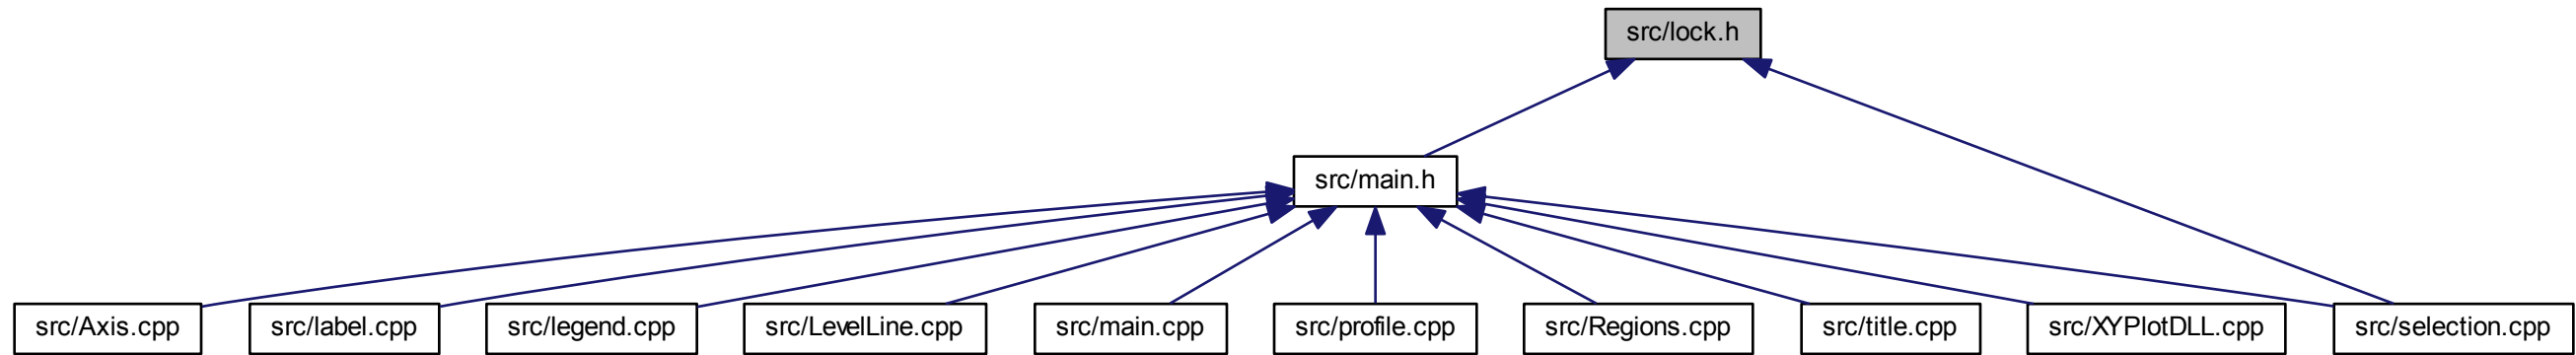 src/lock.h
src/main.h
src/Axis.cpp
src/label.cpp
src/legend.cpp
src/LevelLine.cpp
src/main.cpp
src/profile.cpp
src/Regions.cpp
src/title.cpp
src/XYPlotDLL.cpp
src/selection.cpp